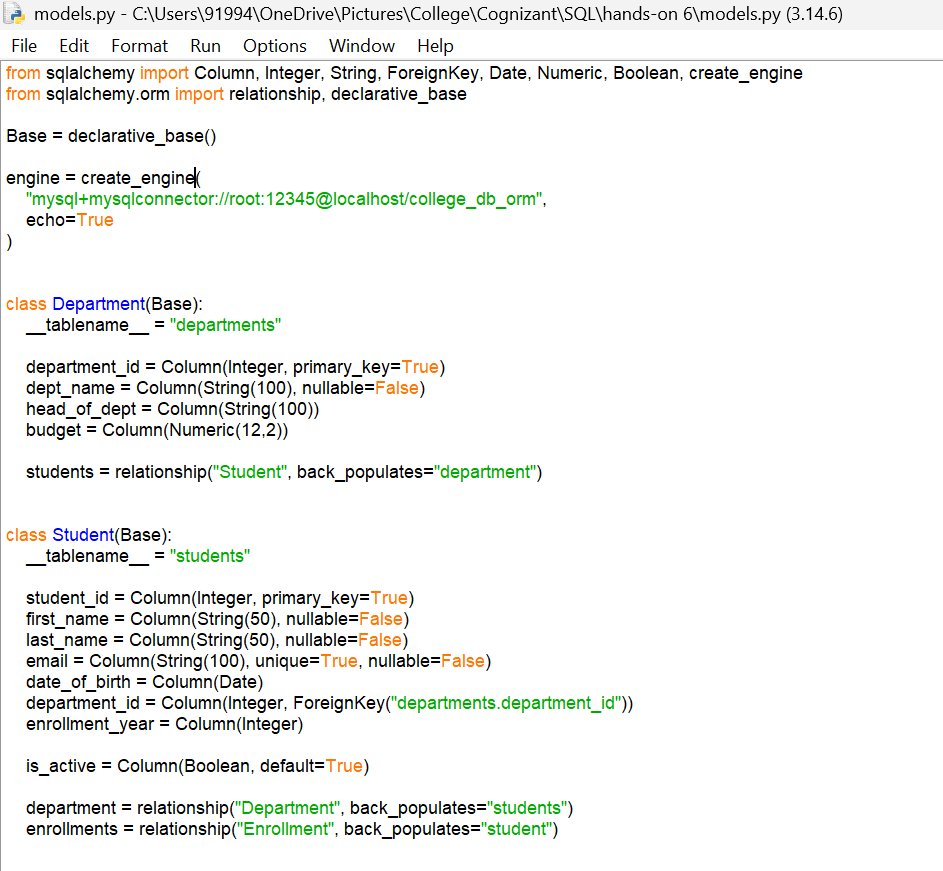 models.py - C:\Users\91994\OneDrive\Pictures\College\Cognizant\SQL\hands-on 6\models.py (3.14.6)
File Edit Format Run Options Window Help
from sqlalchemy import Column, Integer, String, ForeignKey, Date, Numeric, Boolean, create_engine
from sqlalchemy.orm import relationship, declarative_base
Base = declarative_base()
engine = create_engine(
    "mysql+mysqlconnector://root:12345@localhost/college_db_orm",
    echo=True
)
class Department(Base):
    __tablename__ = "departments"
    department_id = Column(Integer, primary_key=True)
    dept_name = Column(String(100), nullable=False)
    head_of_dept = Column(String(100))
    budget = Column(Numeric(12,2))
    students = relationship("Student", back_populates="department")
class Student(Base):
    __tablename__ = "students"
    student_id = Column(Integer, primary_key=True)
    first_name = Column(String(50), nullable=False)
    last_name = Column(String(50), nullable=False)
    email = Column(String(100), unique=True, nullable=False)
    date_of_birth = Column(Date)
    department_id = Column(Integer, ForeignKey("departments.department_id"))
    enrollment_year = Column(Integer)
    is_active = Column(Boolean, default=True)
    department = relationship("Department", back_populates="students")
    enrollments = relationship("Enrollment", back_populates="student")